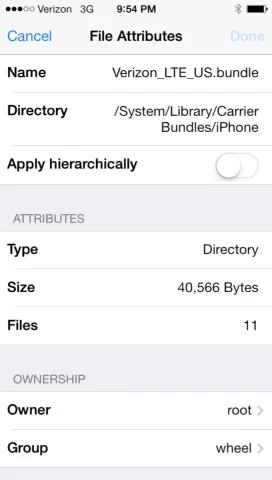 Verizon 3G 9:54 PM
Cancel File Attributes Done
Name Verizon_LTE_US.bundle
Directory /System/Library/Carrier
Bundles/iPhone
Apply hierarchically
ATTRIBUTES
Type Directory
Size 40,566 Bytes
Files 11
OWNERSHIP
Owner root
Group wheel